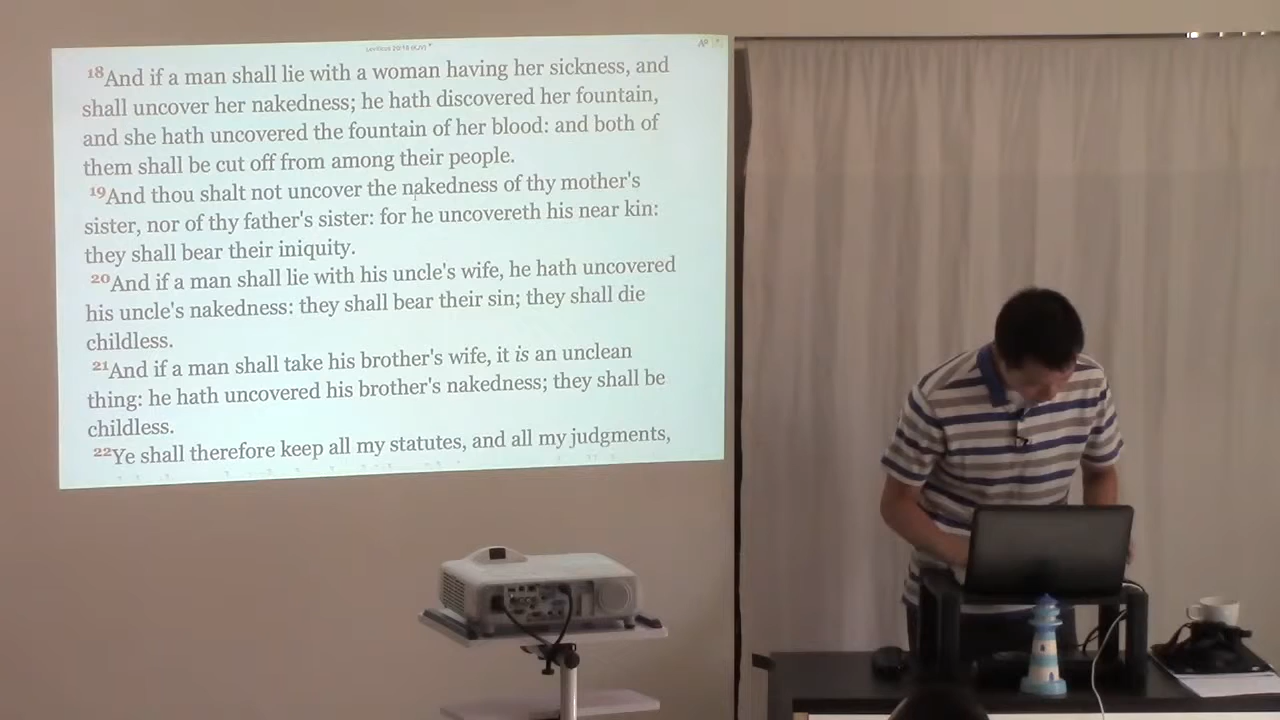 Leviticus 20:18 (KJV)
18And if a man shall lie with a woman having her sickness, and
shall uncover her nakedness; he hath discovered her fountain,
and she hath uncovered the fountain of her blood: and both of
them shall be cut off from among their people.
19And thou shalt not uncover the nakedness of thy mother's
sister, nor of thy father's sister: for he uncovereth his near kin:
they shall bear their iniquity.
20And if a man shall lie with his uncle's wife, he hath uncovered
his uncle's nakedness: they shall bear their sin; they shall die
childless.
21And if a man shall take his brother's wife, it is an unclean
thing: he hath uncovered his brother's nakedness; they shall be
childless.
22Ye shall therefore keep all my statutes, and all my judgments,